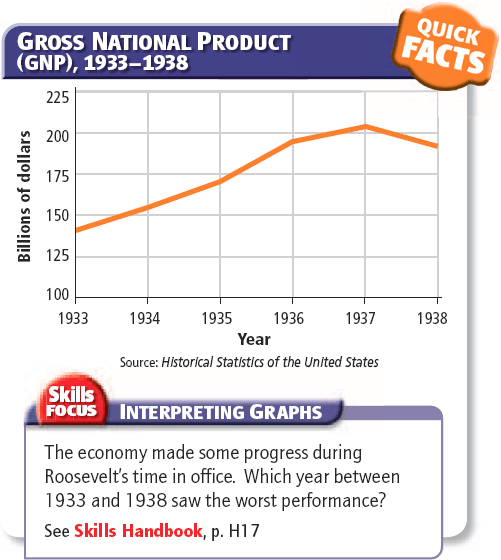 QUICK
FACTS
GROSS NATIONAL PRODUCT
(GNP), 1933–1938
Billions of dollars
225
200
175
150
125
100
1933 1934 1935 1936 1937 1938
Year
Source: Historical Statistics of the United States
Skills
FOCUS
INTERPRETING GRAPHS
The economy made some progress during
Roosevelt's time in office. Which year between
1933 and 1938 saw the worst performance?
See Skills Handbook, p. H17